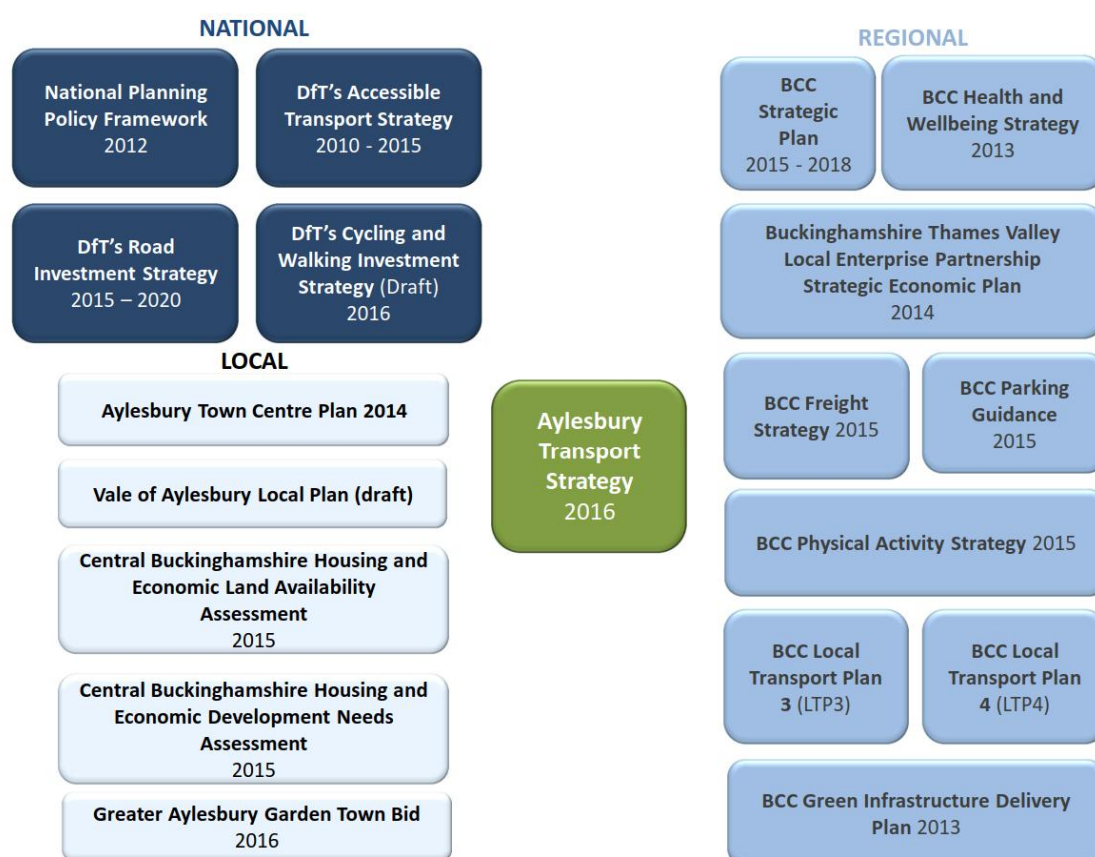 NATIONAL
National Planning
Policy Framework
2012
DfT's Accessible
Transport Strategy
2010 - 2015
DfT's Road
Investment Strategy
2015 – 2020
DfT's Cycling and
Walking Investment
Strategy (Draft)
2016
LOCAL
Aylesbury Town Centre Plan 2014
Vale of Aylesbury Local Plan (draft)
Central Buckinghamshire Housing and
Economic Land Availability
Assessment
2015
Central Buckinghamshire Housing and
Economic Development Needs
Assessment
2015
Greater Aylesbury Garden Town Bid
2016
Aylesbury
Transport
Strategy
2016
REGIONAL
BCC
Strategic
Plan
2015 - 2018
BCC Health and
Wellbeing Strategy
2013
Buckinghamshire Thames Valley
Local Enterprise Partnership
Strategic Economic Plan
2014
BCC Freight
Strategy 2015
BCC Parking
Guidance
2015
BCC Physical Activity Strategy 2015
BCC Local
Transport Plan
3 (LTP3)
BCC Local
Transport Plan
4 (LTP4)
BCC Green Infrastructure Delivery
Plan 2013